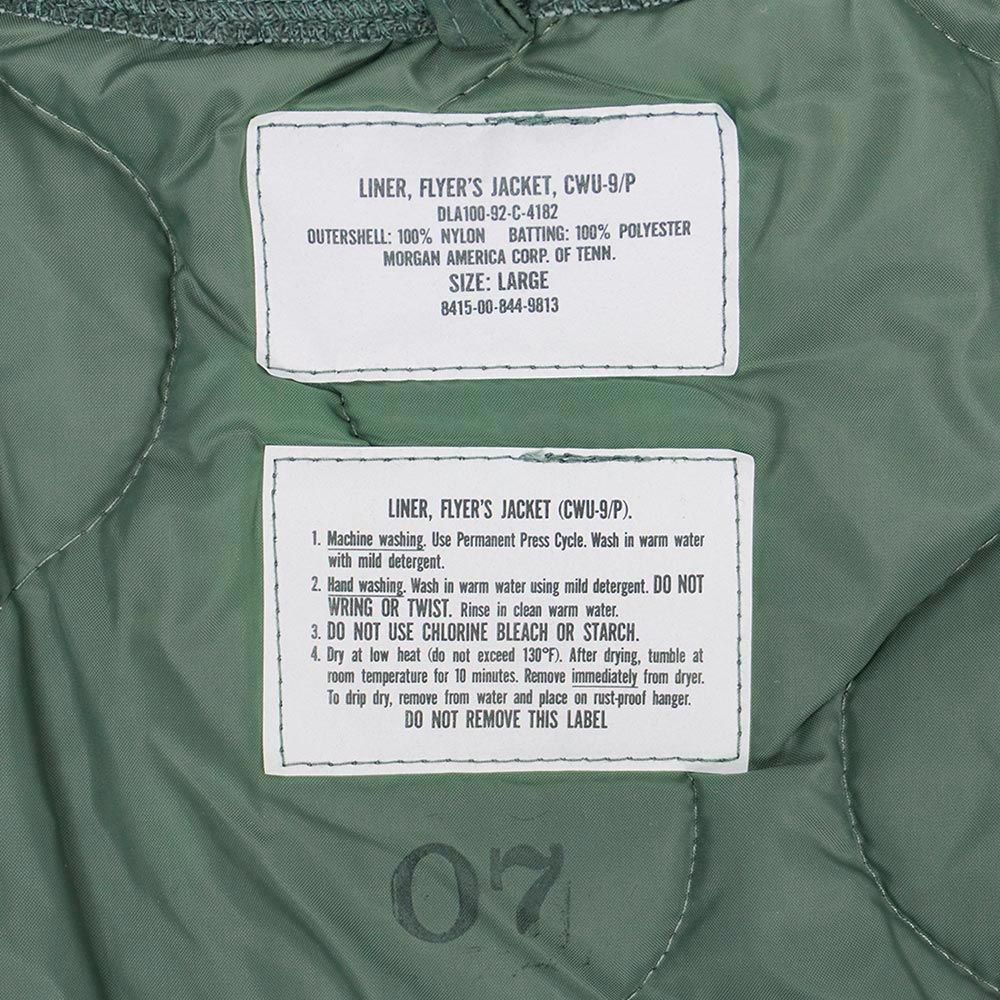 LINER, FLYER'S JACKET, CWU-9/P
DLA100-92-C-4182
OUTERSHELL: 100% NYLON BATTING: 100% POLYESTER
MORGAN AMERICA CORP. OF TENN.
SIZE: LARGE
8415-00-844-9813
LINER, FLYER'S JACKET (CWU-9/P).
1. Machine washing. Use Permanent Press Cycle. Wash in warm water
with mild detergent.
2. Hand washing. Wash in warm water using mild detergent. DO NOT
WRING OR TWIST. Rinse in clean warm water.
3. DO NOT USE CHLORINE BLEACH OR STARCH.
4. Dry at low heat (do not exceed 130°F). After drying, tumble at
room temperature for 10 minutes. Remove immediately from dryer.
To drip dry, remove from water and place on rust-proof hanger.
DO NOT REMOVE THIS LABEL
07